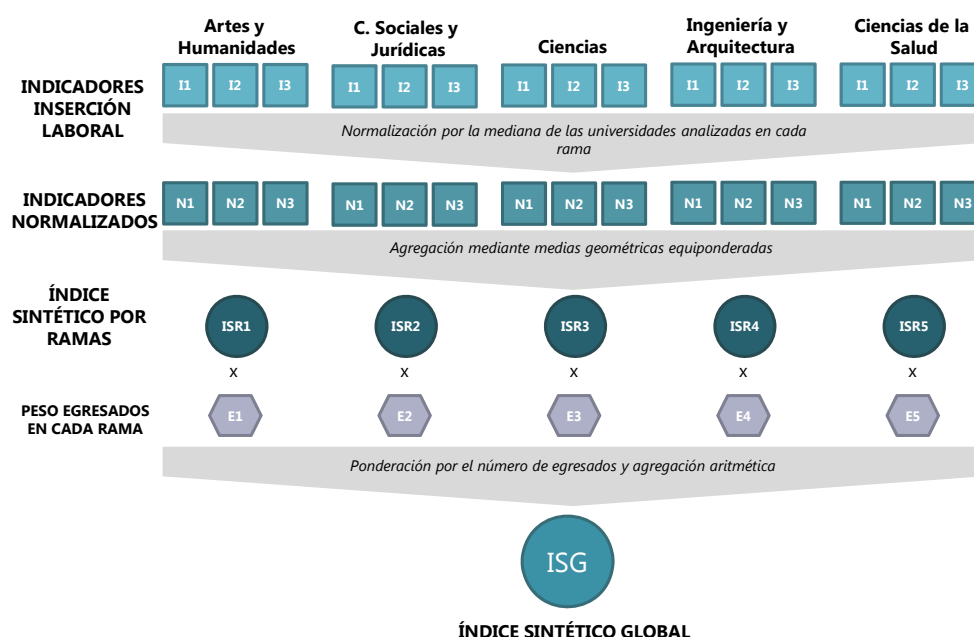 Artes y
Humanidades
C. Sociales y
Jurídicas
Ciencias
Ingeniería y
Arquitectura
Ciencias de la
Salud
INDICADORES
INSERCIÓN
LABORAL
I1 I2 I3 I1 I2 I3 I1 I2 I3 I1 I2 I3 I1 I2 I3
Normalización por la mediana de las universidades analizadas en cada
rama
INDICADORES
NORMALIZADOS
N1 N2 N3 N1 N2 N3 N1 N2 N3 N1 N2 N3 N1 N2 N3
Agregación mediante medias geométricas equiponderadas
ÍNDICE
SINTÉTICO POR
RAMAS
ISR1 ISR2 ISR3 ISR4 ISR5
x x x x x
PESO EGRESADOS
EN CADA RAMA
E1 E2 E3 E4 E5
Ponderación por el número de egresados y agregación aritmética
ISG
ÍNDICE SINTÉTICO GLOBAL